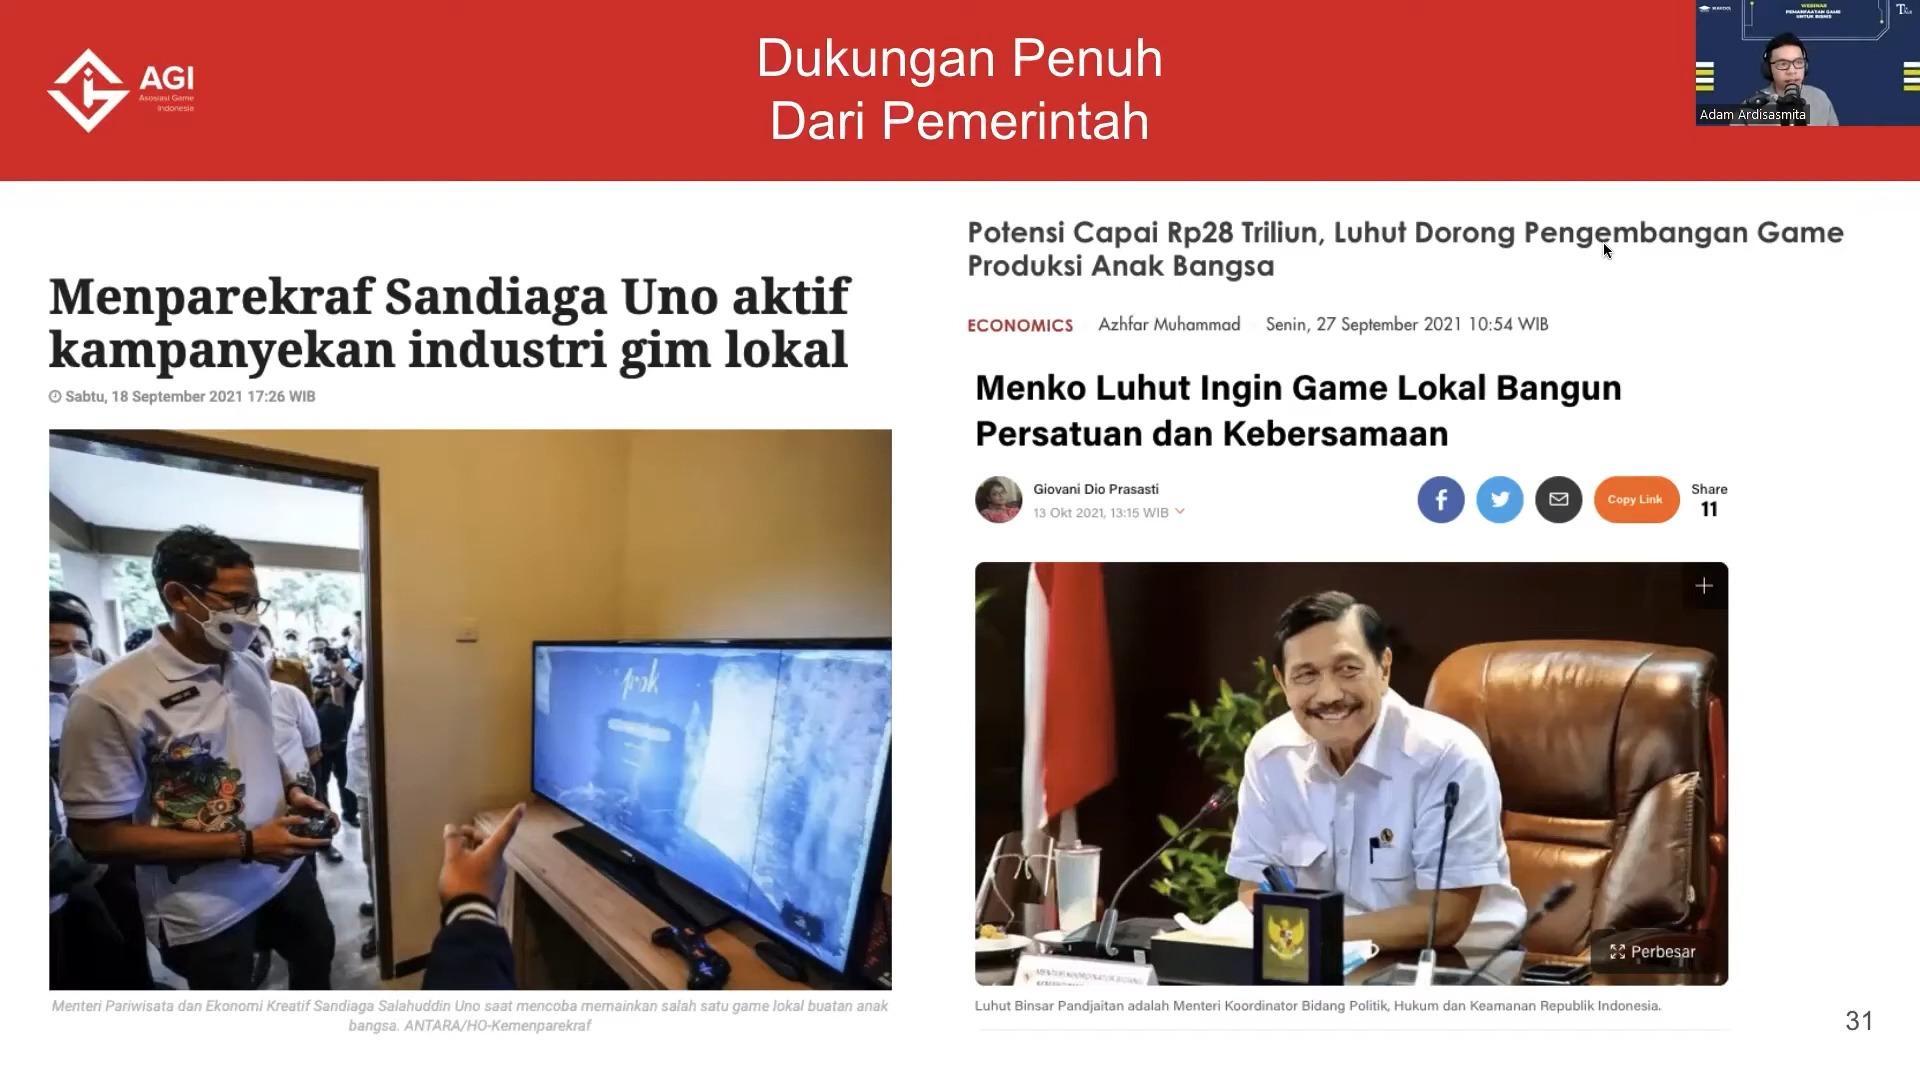 AGI
Asosiasi Game
Indonesia
Dukungan Penuh
Dari Pemerintah
WEBINAR
PEMANFAATAN GAME
UNTUK BISNIS
Adam Ardisasmita
Menparekraf Sandiaga Uno aktif
kampanyekan industri gim lokal
Sabtu, 18 September 2021 17:26 WIB
Menteri Pariwisata dan Ekonomi Kreatif Sandiaga Salahuddin Uno saat mencoba memainkan salah satu game lokal buatan anak
bangsa. ANTARA/HO-Kemenparekraf
Potensi Capai Rp28 Triliun, Luhut Dorong Pengembangan Game
Produksi Anak Bangsa
ECONOMICS Azhfar Muhammad Senin, 27 September 2021 10:54 WIB
Menko Luhut Ingin Game Lokal Bangun
Persatuan dan Kebersamaan
Giovani Dio Prasasti
13 Okt 2021, 13:15 WIB
Copy Link
Share
11
Perbesar
Luhut Binsar Pandjaitan adalah Menteri Koordinator Bidang Politik, Hukum dan Keamanan Republik Indonesia.
31